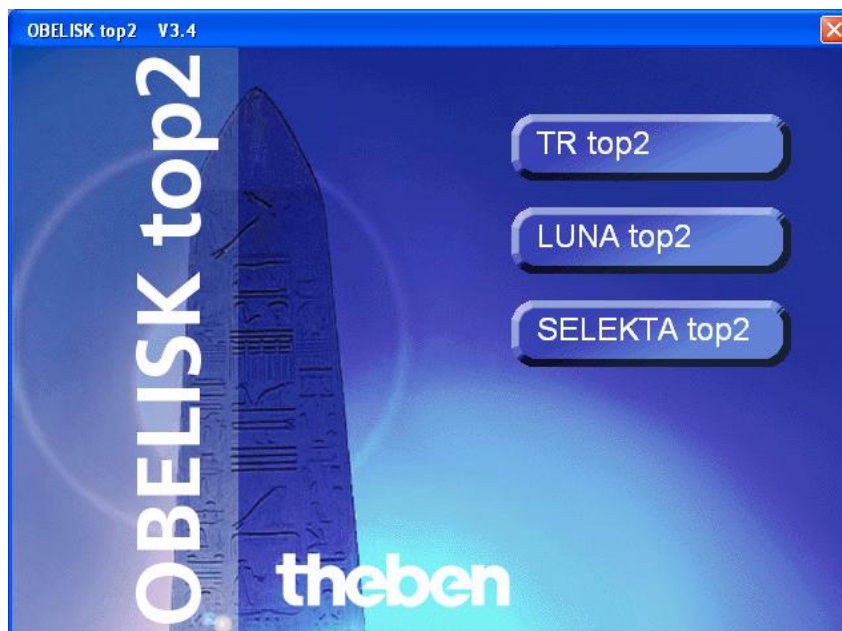 OBELISK top2 V3.4
OBELISK top2
TR top2
LUNA top2
SELEKTA top2
theben